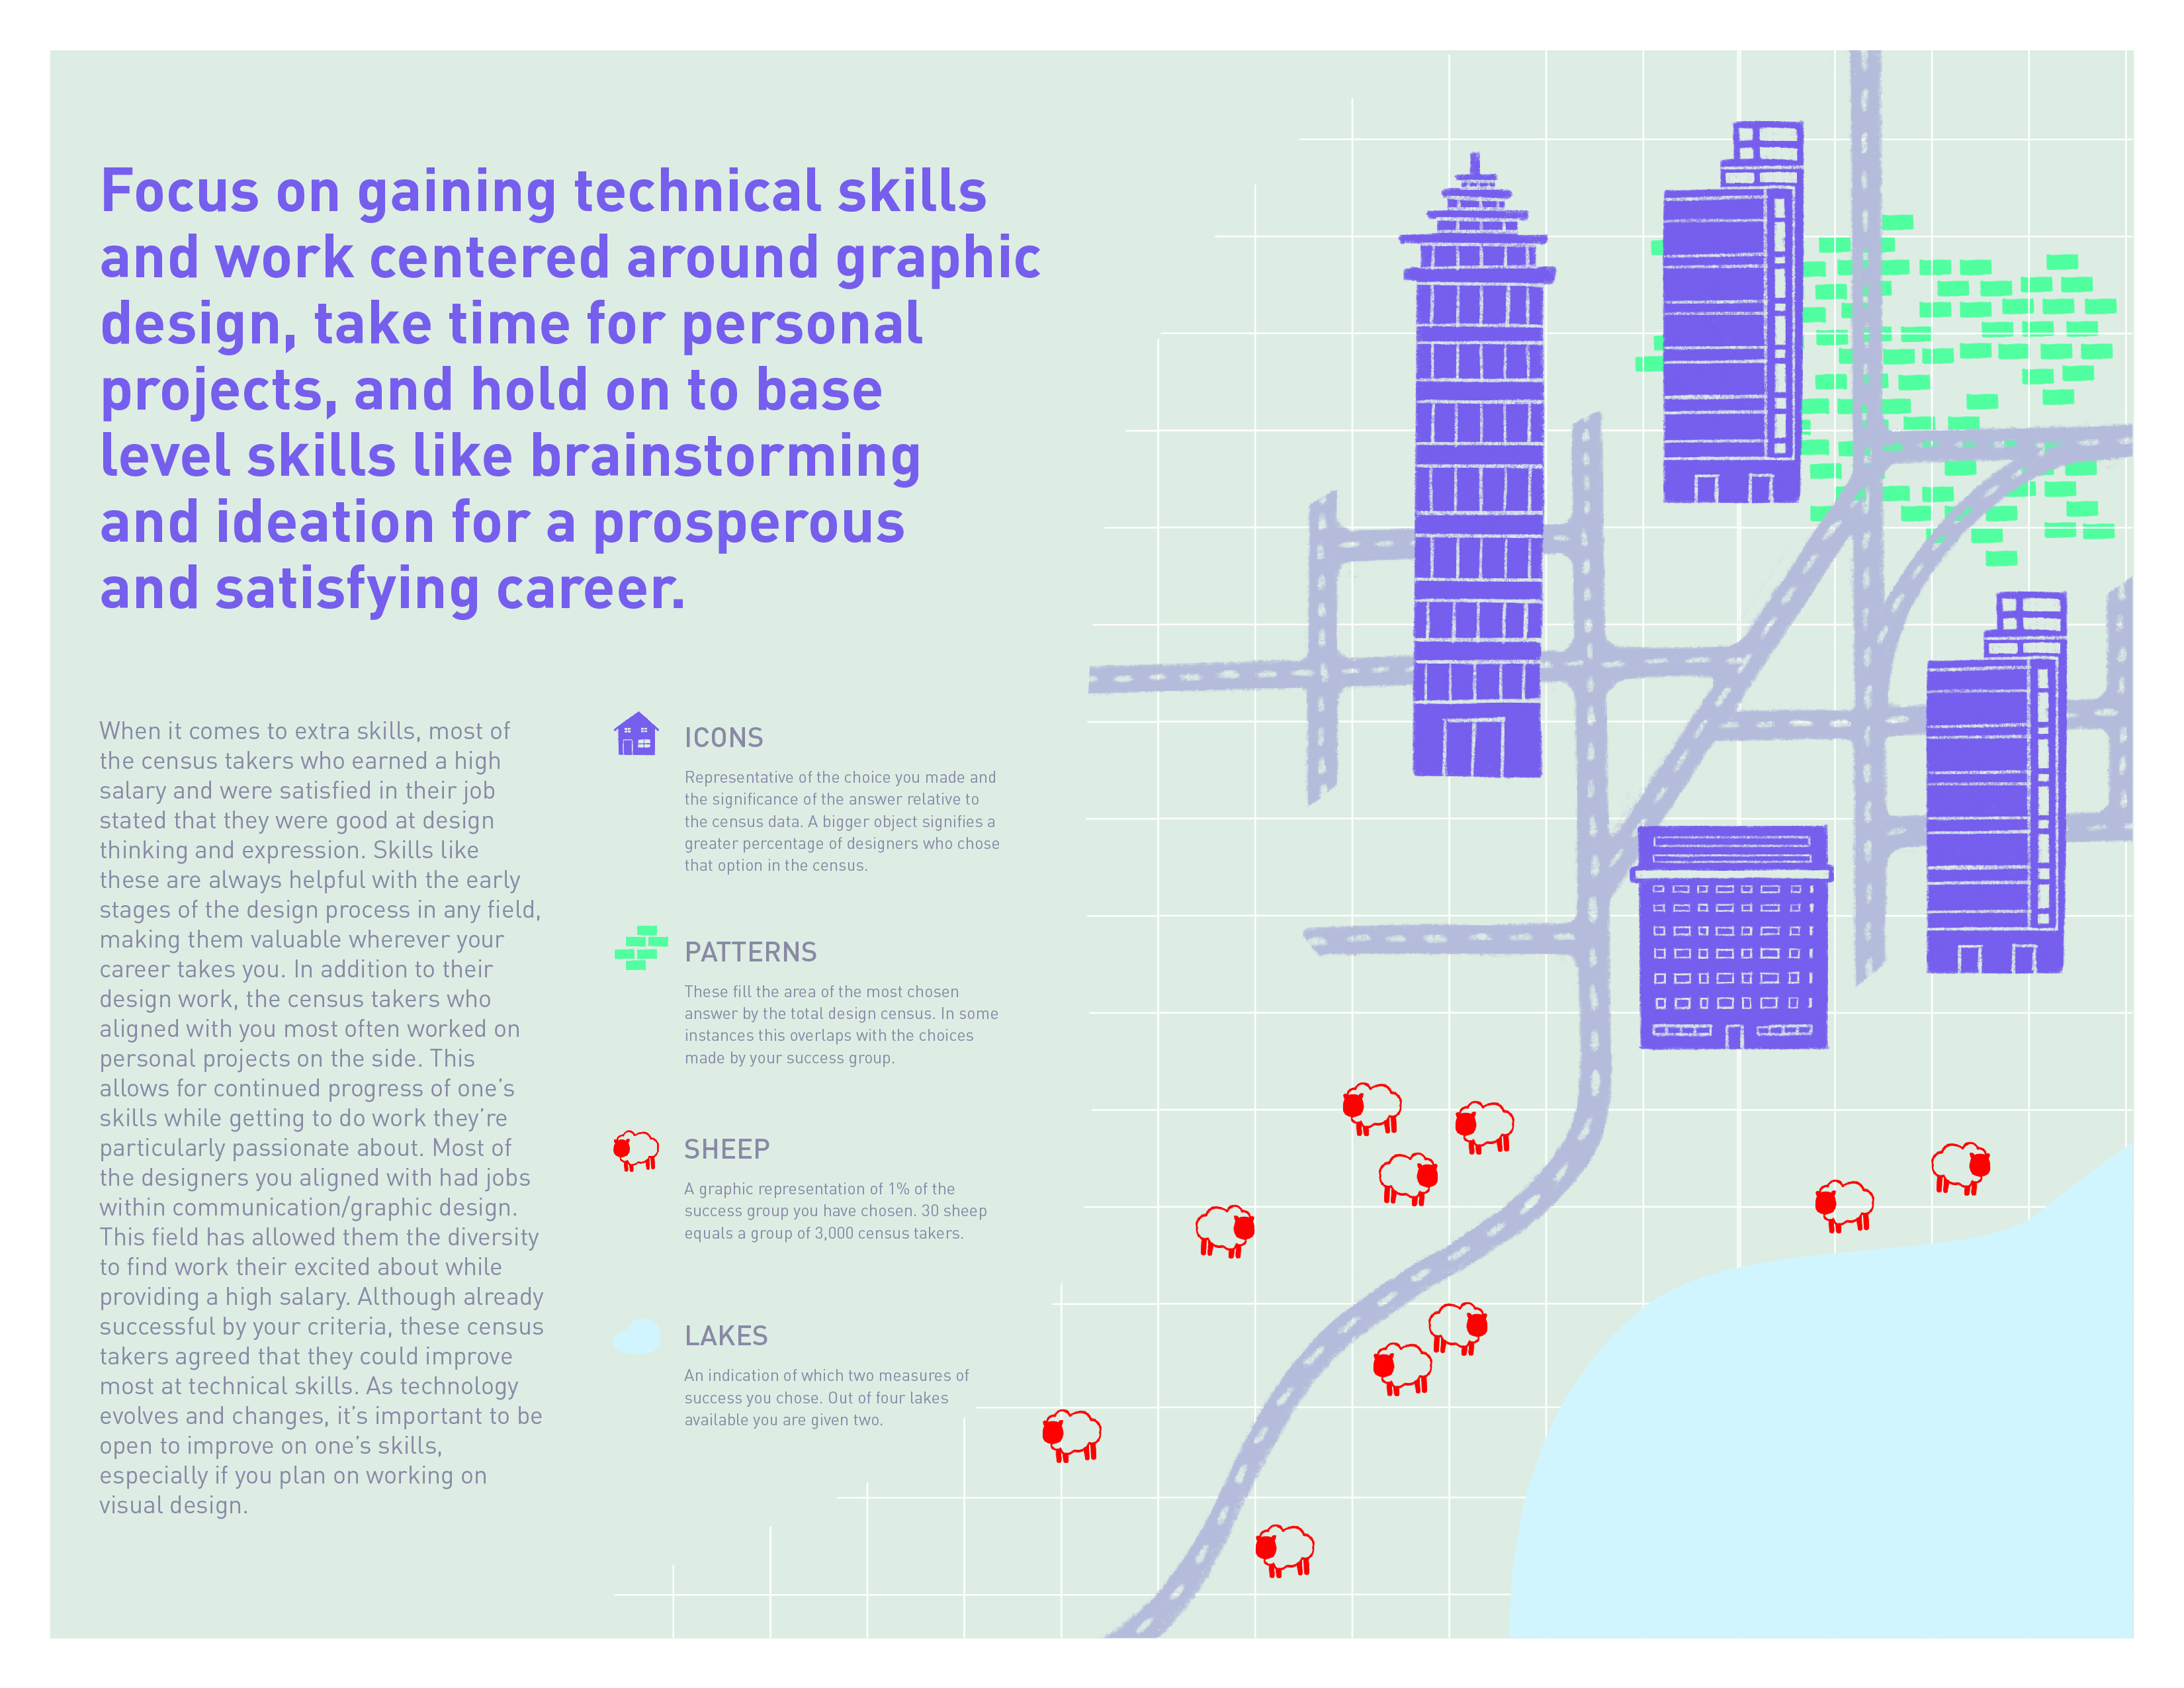 Focus on gaining technical skills
and work centered around graphic
design, take time for personal
projects, and hold on to base
level skills like brainstorming
and ideation for a prosperous
and satisfying career.
When it comes to extra skills, most of
the census takers who earned a high
salary and were satisfied in their job
stated that they were good at design
thinking and expression. Skills like
these are always helpful with the early
stages of the design process in any field,
making them valuable wherever your
career takes you. In addition to their
design work, the census takers who
aligned with you most often worked on
personal projects on the side. This
allows for continued progress of one's
skills while getting to do work they're
particularly passionate about. Most of
the designers you aligned with had jobs
within communication/graphic design.
This field has allowed them the diversity
to find work their excited about while
providing a high salary. Although already
successful by your criteria, these census
takers agreed that they could improve
most at technical skills. As technology
evolves and changes, it's important to be
open to improve on one's skills,
especially if you plan on working on
visual design.
ICONS
Representative of the choice you made and
the significance of the answer relative to
the census data. A bigger object signifies a
greater percentage of designers who chose
that option in the census.
PATTERNS
These fill the area of the most chosen
answer by the total design census. In some
instances this overlaps with the choices
made by your success group.
SHEEP
A graphic representation of 1% of the
success group you have chosen. 30 sheep
equals a group of 3,000 census takers.
LAKES
An indication of which two measures of
success you chose. Out of four lakes
available you are given two.